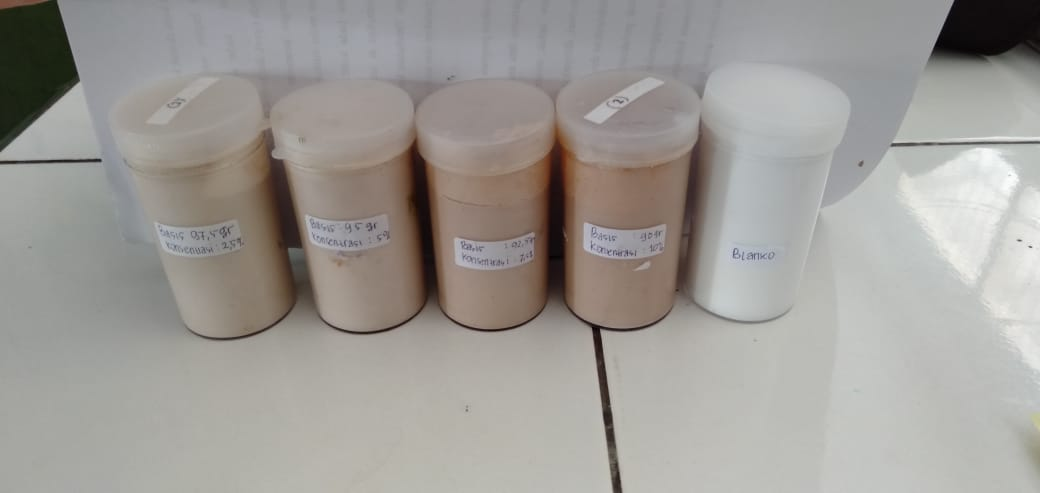 Basis 97,5 gr
Konsentrasi : 2,5%
Basis : 95 gr
Konsentrasi : 5%
Basis : 92,5 gr
Konsentrasi : 7,5%
(2)
Basis : 90 gr
Konsentrasi : 10%
Blanko